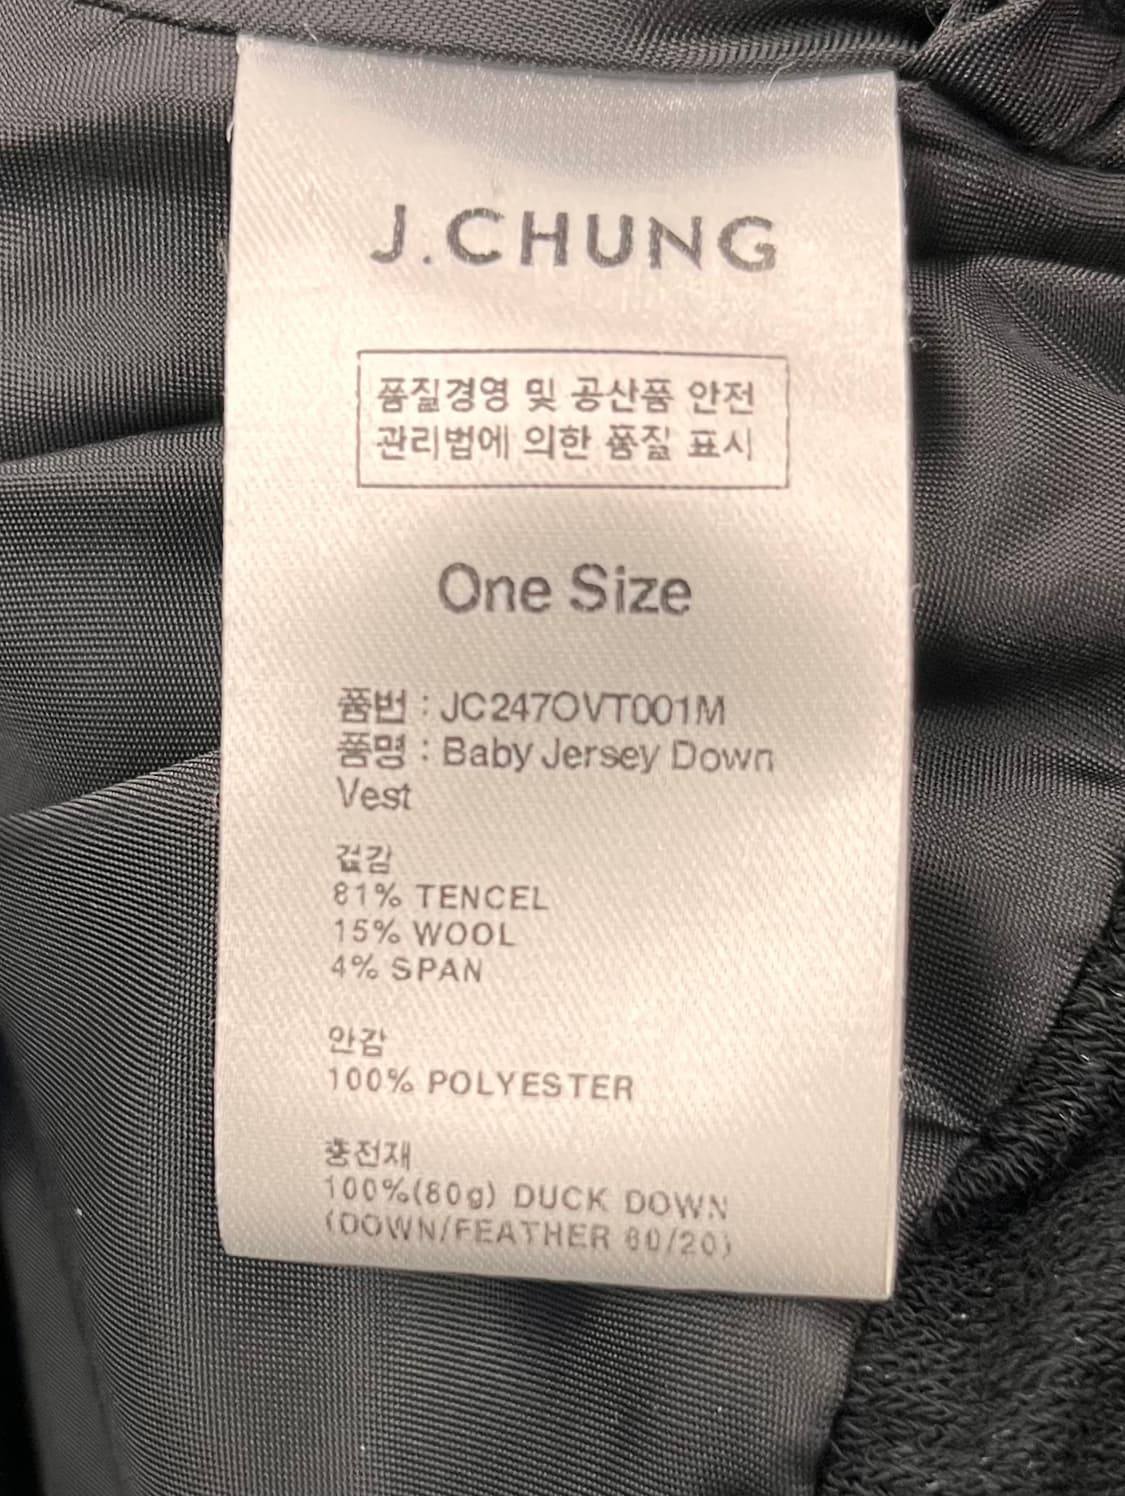 J.CHUNG
품질경영 및 공산품 안전
관리법에 의한 품질 표시
One Size
품번 : JC247OVT001M
품명 : Baby Jersey Down
Vest
겉감
81% TENCEL
15% WOOL
4% SPAN
안감
100% POLYESTER
충전재
100%(80g) DUCK DOWN
(DOWN/FEATHER 80/20)